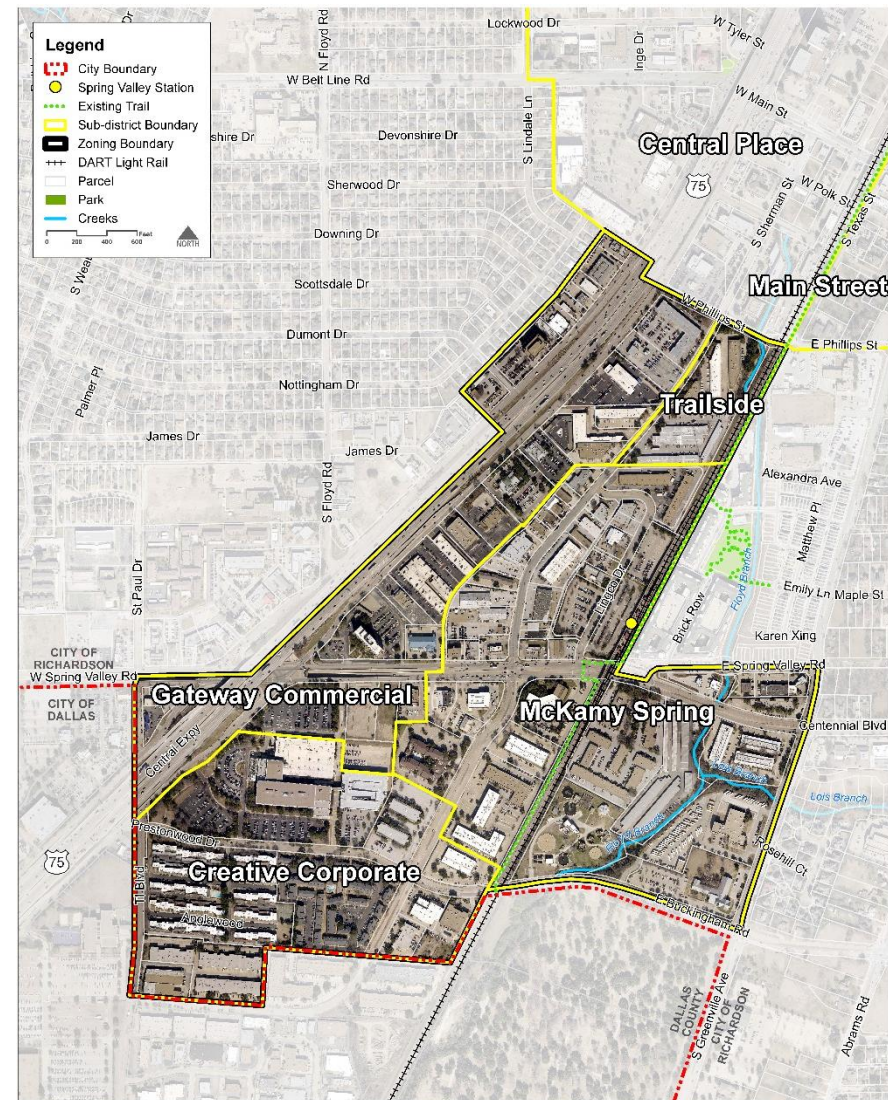 Legend
City Boundary
Spring Valley Station
Existing Trail
Sub-district Boundary
Zoning Boundary
DART Light Rail
Parcel
Park
Creeks
0 200 400 600 Feet
NORTH
Lockwood Dr
W Tyler St
N Floyd Rd
Inge Dr
W Belt Line Rd
W Main St
shire Dr
Devonshire Dr
S Lindale Ln
Central Place
75
Sherwood Dr
W Polk St
S Sherman St
S Texas St
Downing Dr
S Weat
Scottsdale Dr
Main Street
W Phillips St
Dumont Dr
E Phillips St
Palmer Pl
Nottingham Dr
Trailside
James Dr
James Dr
S Floyd Rd
Alexandra Ave
Matthew Pl
St Paul Dr
Lingco Dr
Floyd Branch
Emily Ln
Maple St
Brick Row
Karen Xing
CITY OF
RICHARDSON
W Spring Valley Rd
E Spring Valley Rd
CITY OF
DALLAS
Gateway Commercial
McKamy Spring
Centennial Blvd
Central Expy
Lois Branch
Lois Branch
Prestonwood Dr
75
Rosehill Ct
Creative Corporate
TI Blvd
Anglewood
E Buckingham Rd
DALLAS
COUNTY
S Greenville Ave
CITY OF
RICHARDSON
Abrams Rd